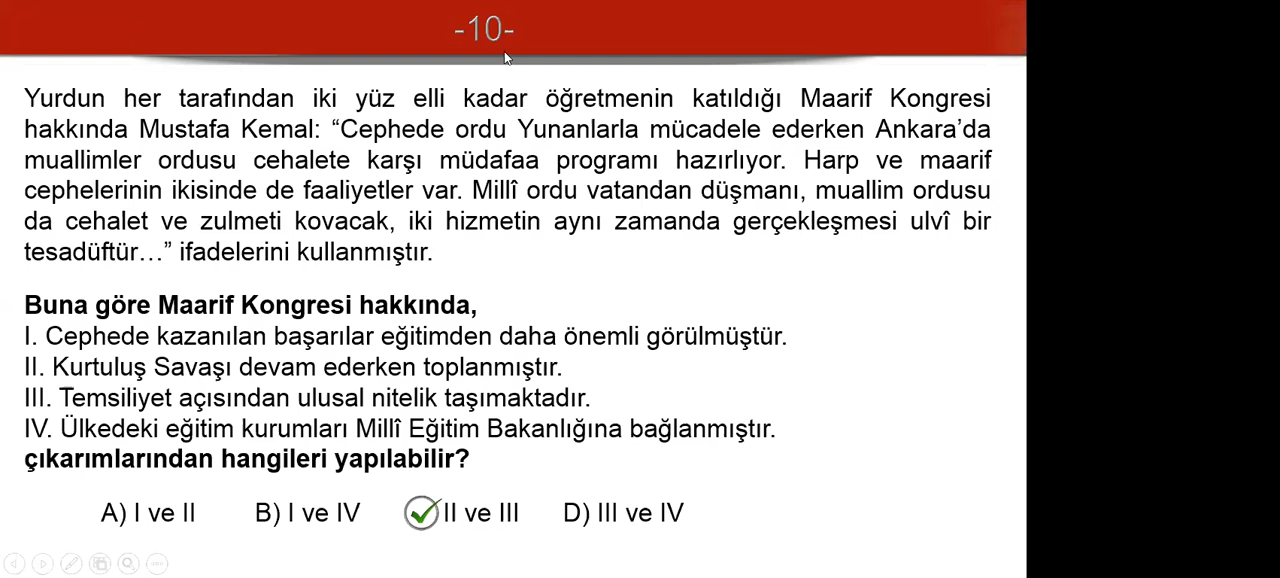 -10-
Yurdun her tarafından iki yüz elli kadar öğretmenin katıldığı Maarif Kongresi
hakkında Mustafa Kemal: “Cephede ordu Yunanlarla mücadele ederken Ankara’da
muallimler ordusu cehalete karşı müdafaa programı hazırlıyor. Harp ve maarif
cephelerinin ikisinde de faaliyetler var. Millî ordu vatandan düşmanı, muallim ordusu
da cehalet ve zulmeti kovacak, iki hizmetin aynı zamanda gerçekleşmesi ulvî bir
tesadüftür…” ifadelerini kullanmıştır.
Buna göre Maarif Kongresi hakkında,
I. Cephede kazanılan başarılar eğitimden daha önemli görülmüştür.
II. Kurtuluş Savaşı devam ederken toplanmıştır.
III. Temsiliyet açısından ulusal nitelik taşımaktadır.
IV. Ülkedeki eğitim kurumları Millî Eğitim Bakanlığına bağlanmıştır.
çıkarımlarından hangileri yapılabilir?
A) I ve II B) I ve IV II ve III D) III ve IV